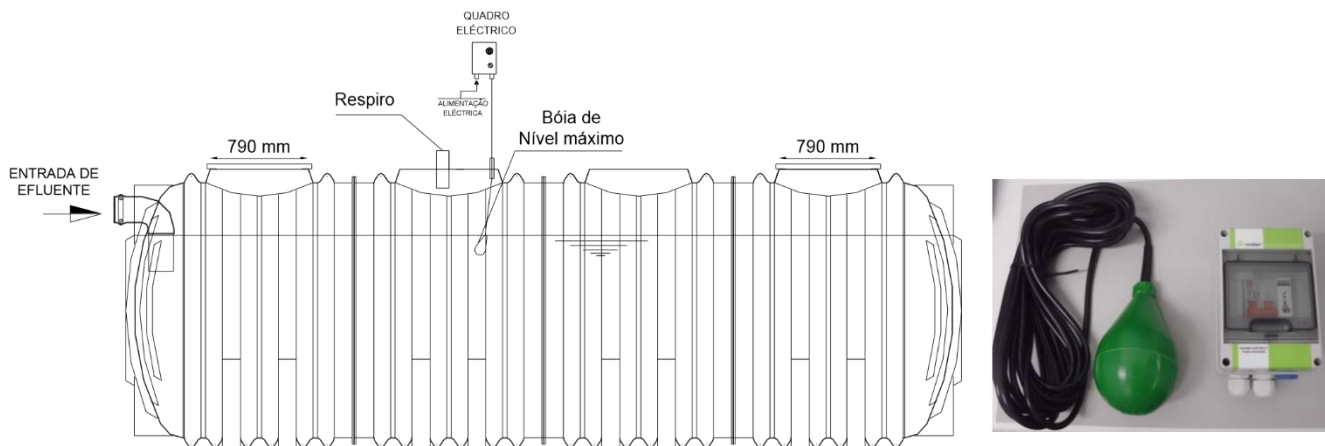 QUADRO
ELÉCTRICO
ALIMENTAÇÃO
ELÉCTRICA
Respiro
Bóia de
Nível máximo
790 mm
790 mm
ENTRADA DE
EFLUENTE